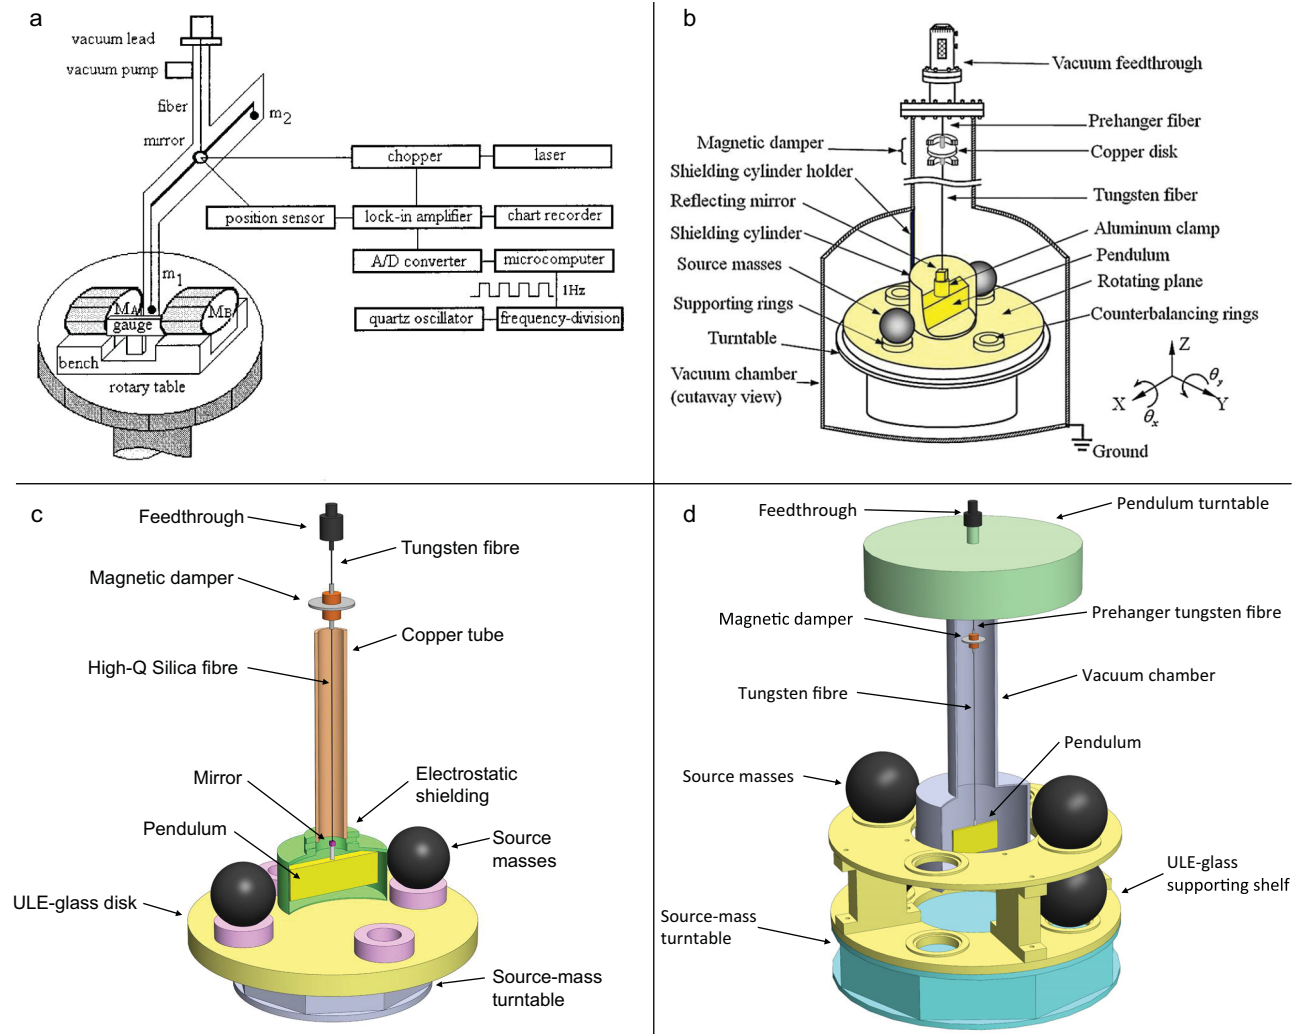 a
vacuum lead
vacuum pump
fiber
m2
mirror
chopper
laser
position sensor
lock-in amplifier
chart recorder
A/D converter
microcomputer
1Hz
quartz oscillator
frequency-division
m1
MA
MB
gauge
bench
rotary table
b
Vacuum feedthrough
Prehanger fiber
Magnetic damper
Copper disk
Shielding cylinder holder
Tungsten fiber
Reflecting mirror
Aluminum clamp
Shielding cylinder
Pendulum
Source masses
Rotating plane
Supporting rings
Counterbalancing rings
Turntable
Vacuum chamber
(cutaway view)
Z
X
Y
θx
θy
Ground
c
Feedthrough
Tungsten fibre
Magnetic damper
Copper tube
High-Q Silica fibre
Mirror
Electrostatic
shielding
Pendulum
Source
masses
ULE-glass disk
Source-mass
turntable
d
Feedthrough
Pendulum turntable
Magnetic damper
Prehanger tungsten fibre
Tungsten fibre
Vacuum chamber
Pendulum
Source masses
ULE-glass
supporting shelf
Source-mass
turntable